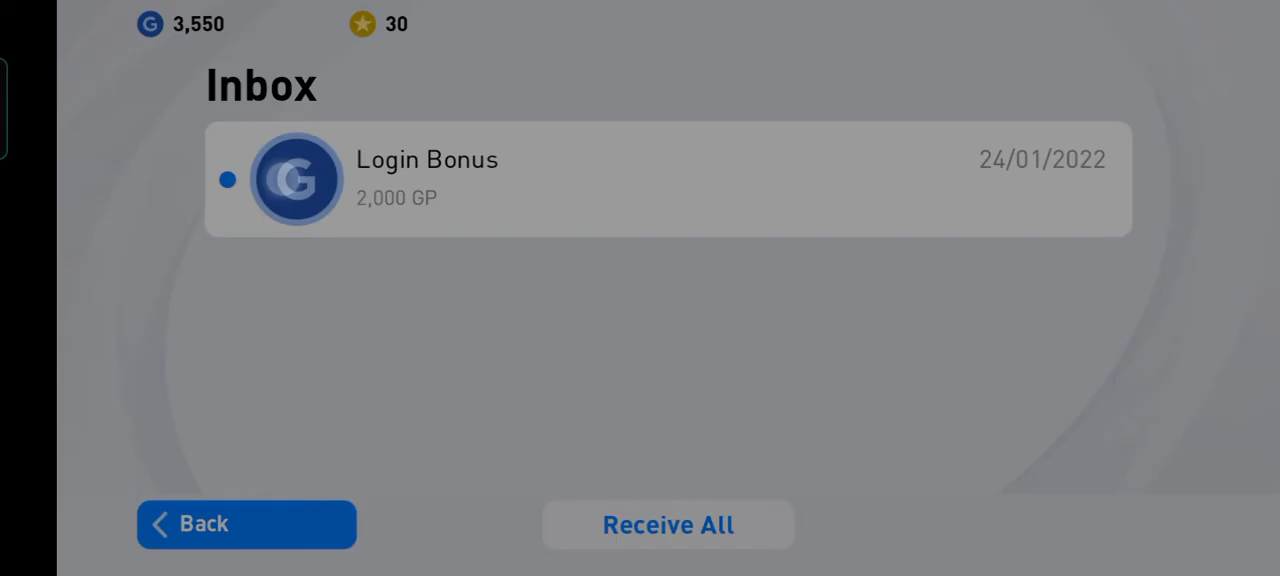 G 3,550 ★ 30
Inbox
G Login Bonus 24/01/2022
2,000 GP
Back Receive All